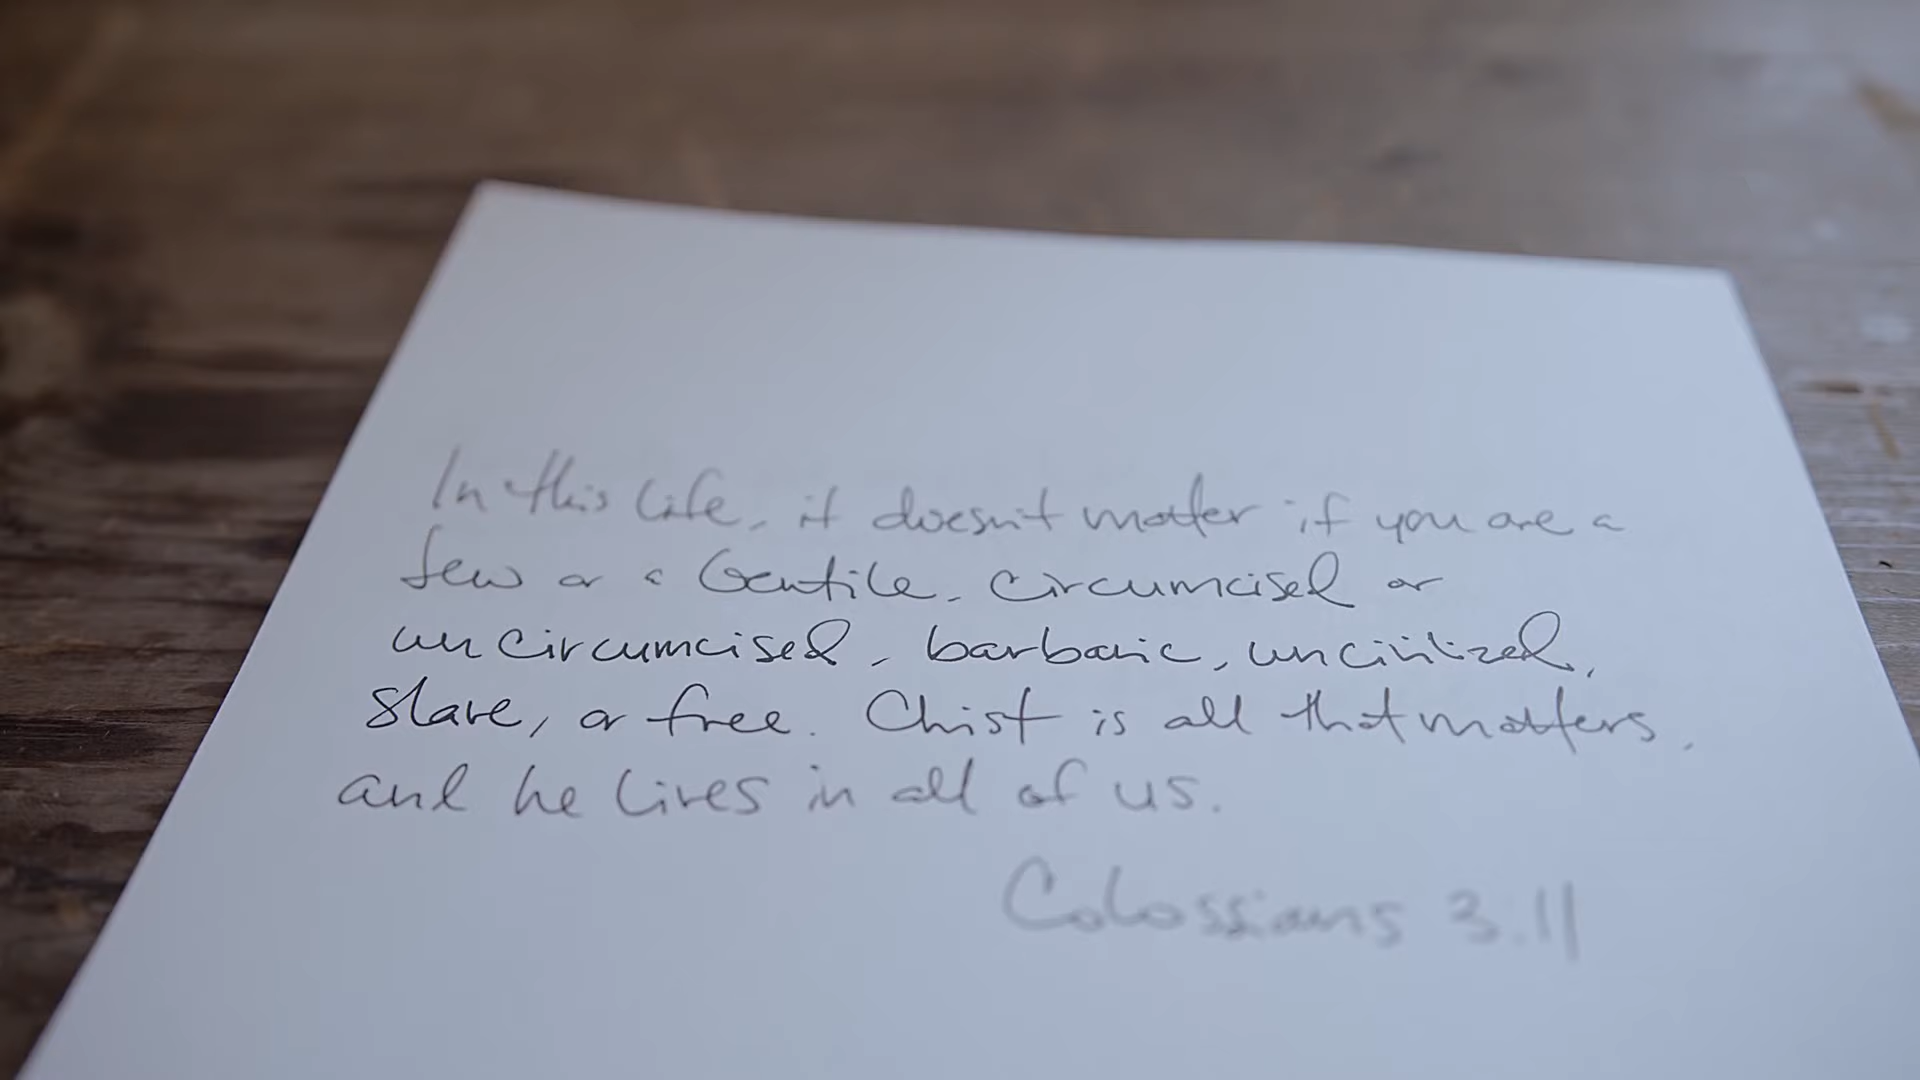 In this life, it doesn't matter if you are a
Jew or a Gentile, circumcised or
uncircumcised, barbaric, uncivilized,
slave, or free. Chist is all that matters,
and he lives in all of us.
Colossians 3:11